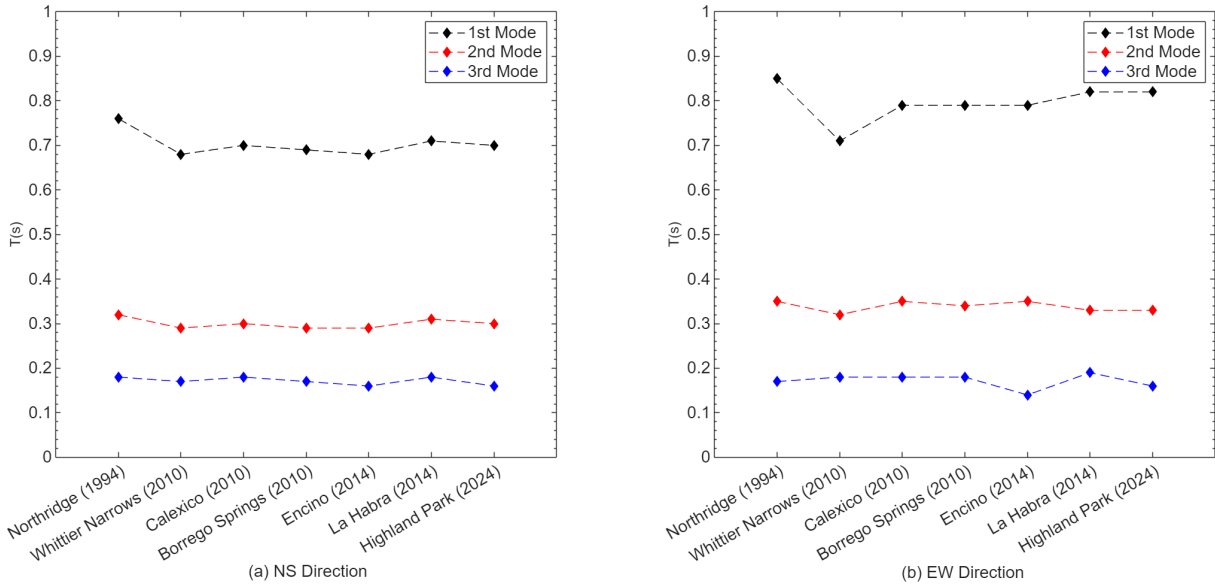 1
0.9
0.8
0.7
0.6
0.5
0.4
0.3
0.2
0.1
0
T(s)
1st Mode
2nd Mode
3rd Mode
Northridge (1994)
Whittier Narrows (2010)
Calexico (2010)
Borrego Springs (2010)
Encino (2014)
La Habra (2014)
Highland Park (2024)
(a) NS Direction
1
0.9
0.8
0.7
0.6
0.5
0.4
0.3
0.2
0.1
0
T(s)
1st Mode
2nd Mode
3rd Mode
Northridge (1994)
Whittier Narrows (2010)
Calexico (2010)
Borrego Springs (2010)
Encino (2014)
La Habra (2014)
Highland Park (2024)
(b) EW Direction